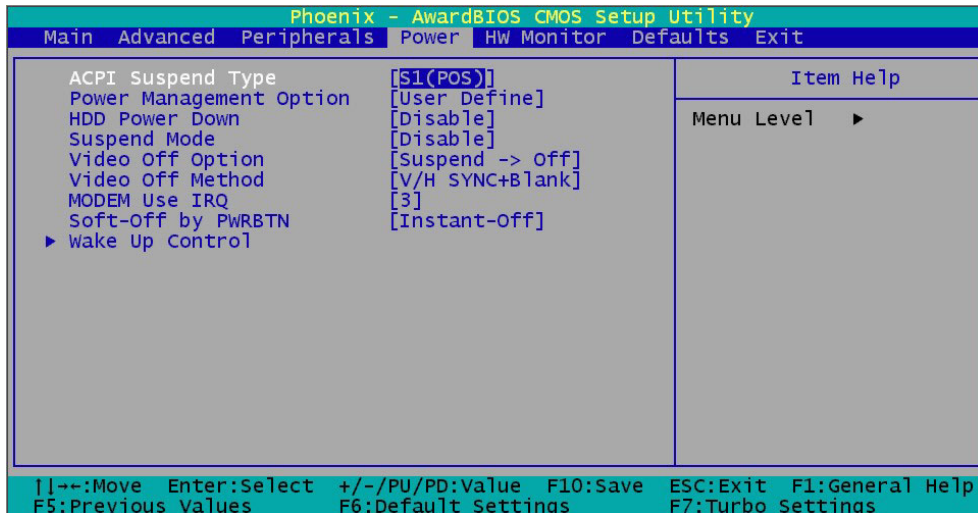 Phoenix - AwardBIOS CMOS Setup Utility
Main Advanced Peripherals Power HW Monitor Defaults Exit
ACPI Suspend Type [S1(POS)]
Power Management Option [User Define]
HDD Power Down [Disable]
Suspend Mode [Disable]
Video Off Option [Suspend -> Off]
Video Off Method [V/H SYNC+Blank]
MODEM Use IRQ [3]
Soft-Off by PWRBTN [Instant-Off]
▶ Wake Up Control
Item Help
Menu Level ▶
↑↓→←:Move Enter:Select +/-/PU/PD:Value F10:Save ESC:Exit F1:General Help
F5:Previous Values F6:Default Settings F7:Turbo Settings